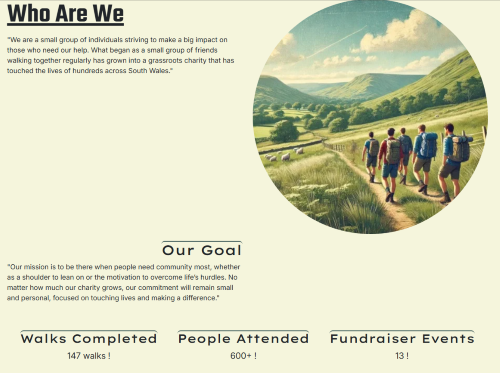 Who Are We
"We are a small group of individuals striving to make a big impact on
those who need our help. What began as a small group of friends
walking together regularly has grown into a grassroots charity that has
touched the lives of hundreds across South Wales."
Our Goal
"Our mission is to be there when people need community most, whether
as a shoulder to lean on or the motivation to overcome life's hurdles. No
matter how much our charity grows, our commitment will remain small
and personal, focused on touching lives and making a difference."
Walks Completed
147 walks !
People Attended
600+ !
Fundraiser Events
13 !